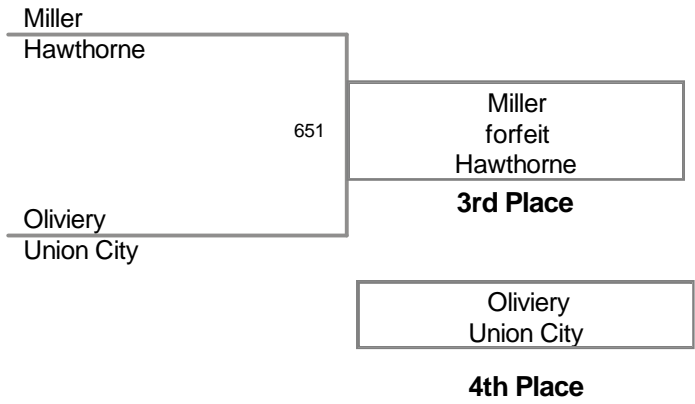 Miller
Hawthorne
651
Miller
forfeit
Hawthorne
3rd Place
Oliviery
Union City
Oliviery
Union City
4th Place